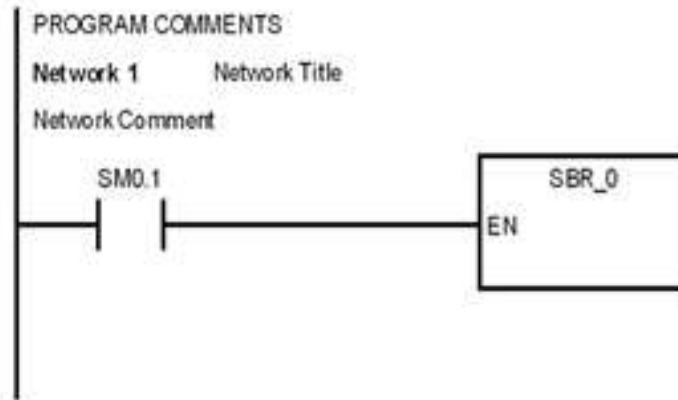 PROGRAM COMMENTS
Network 1 Network Title
Network Comment
SM0.1
SBR_0
EN